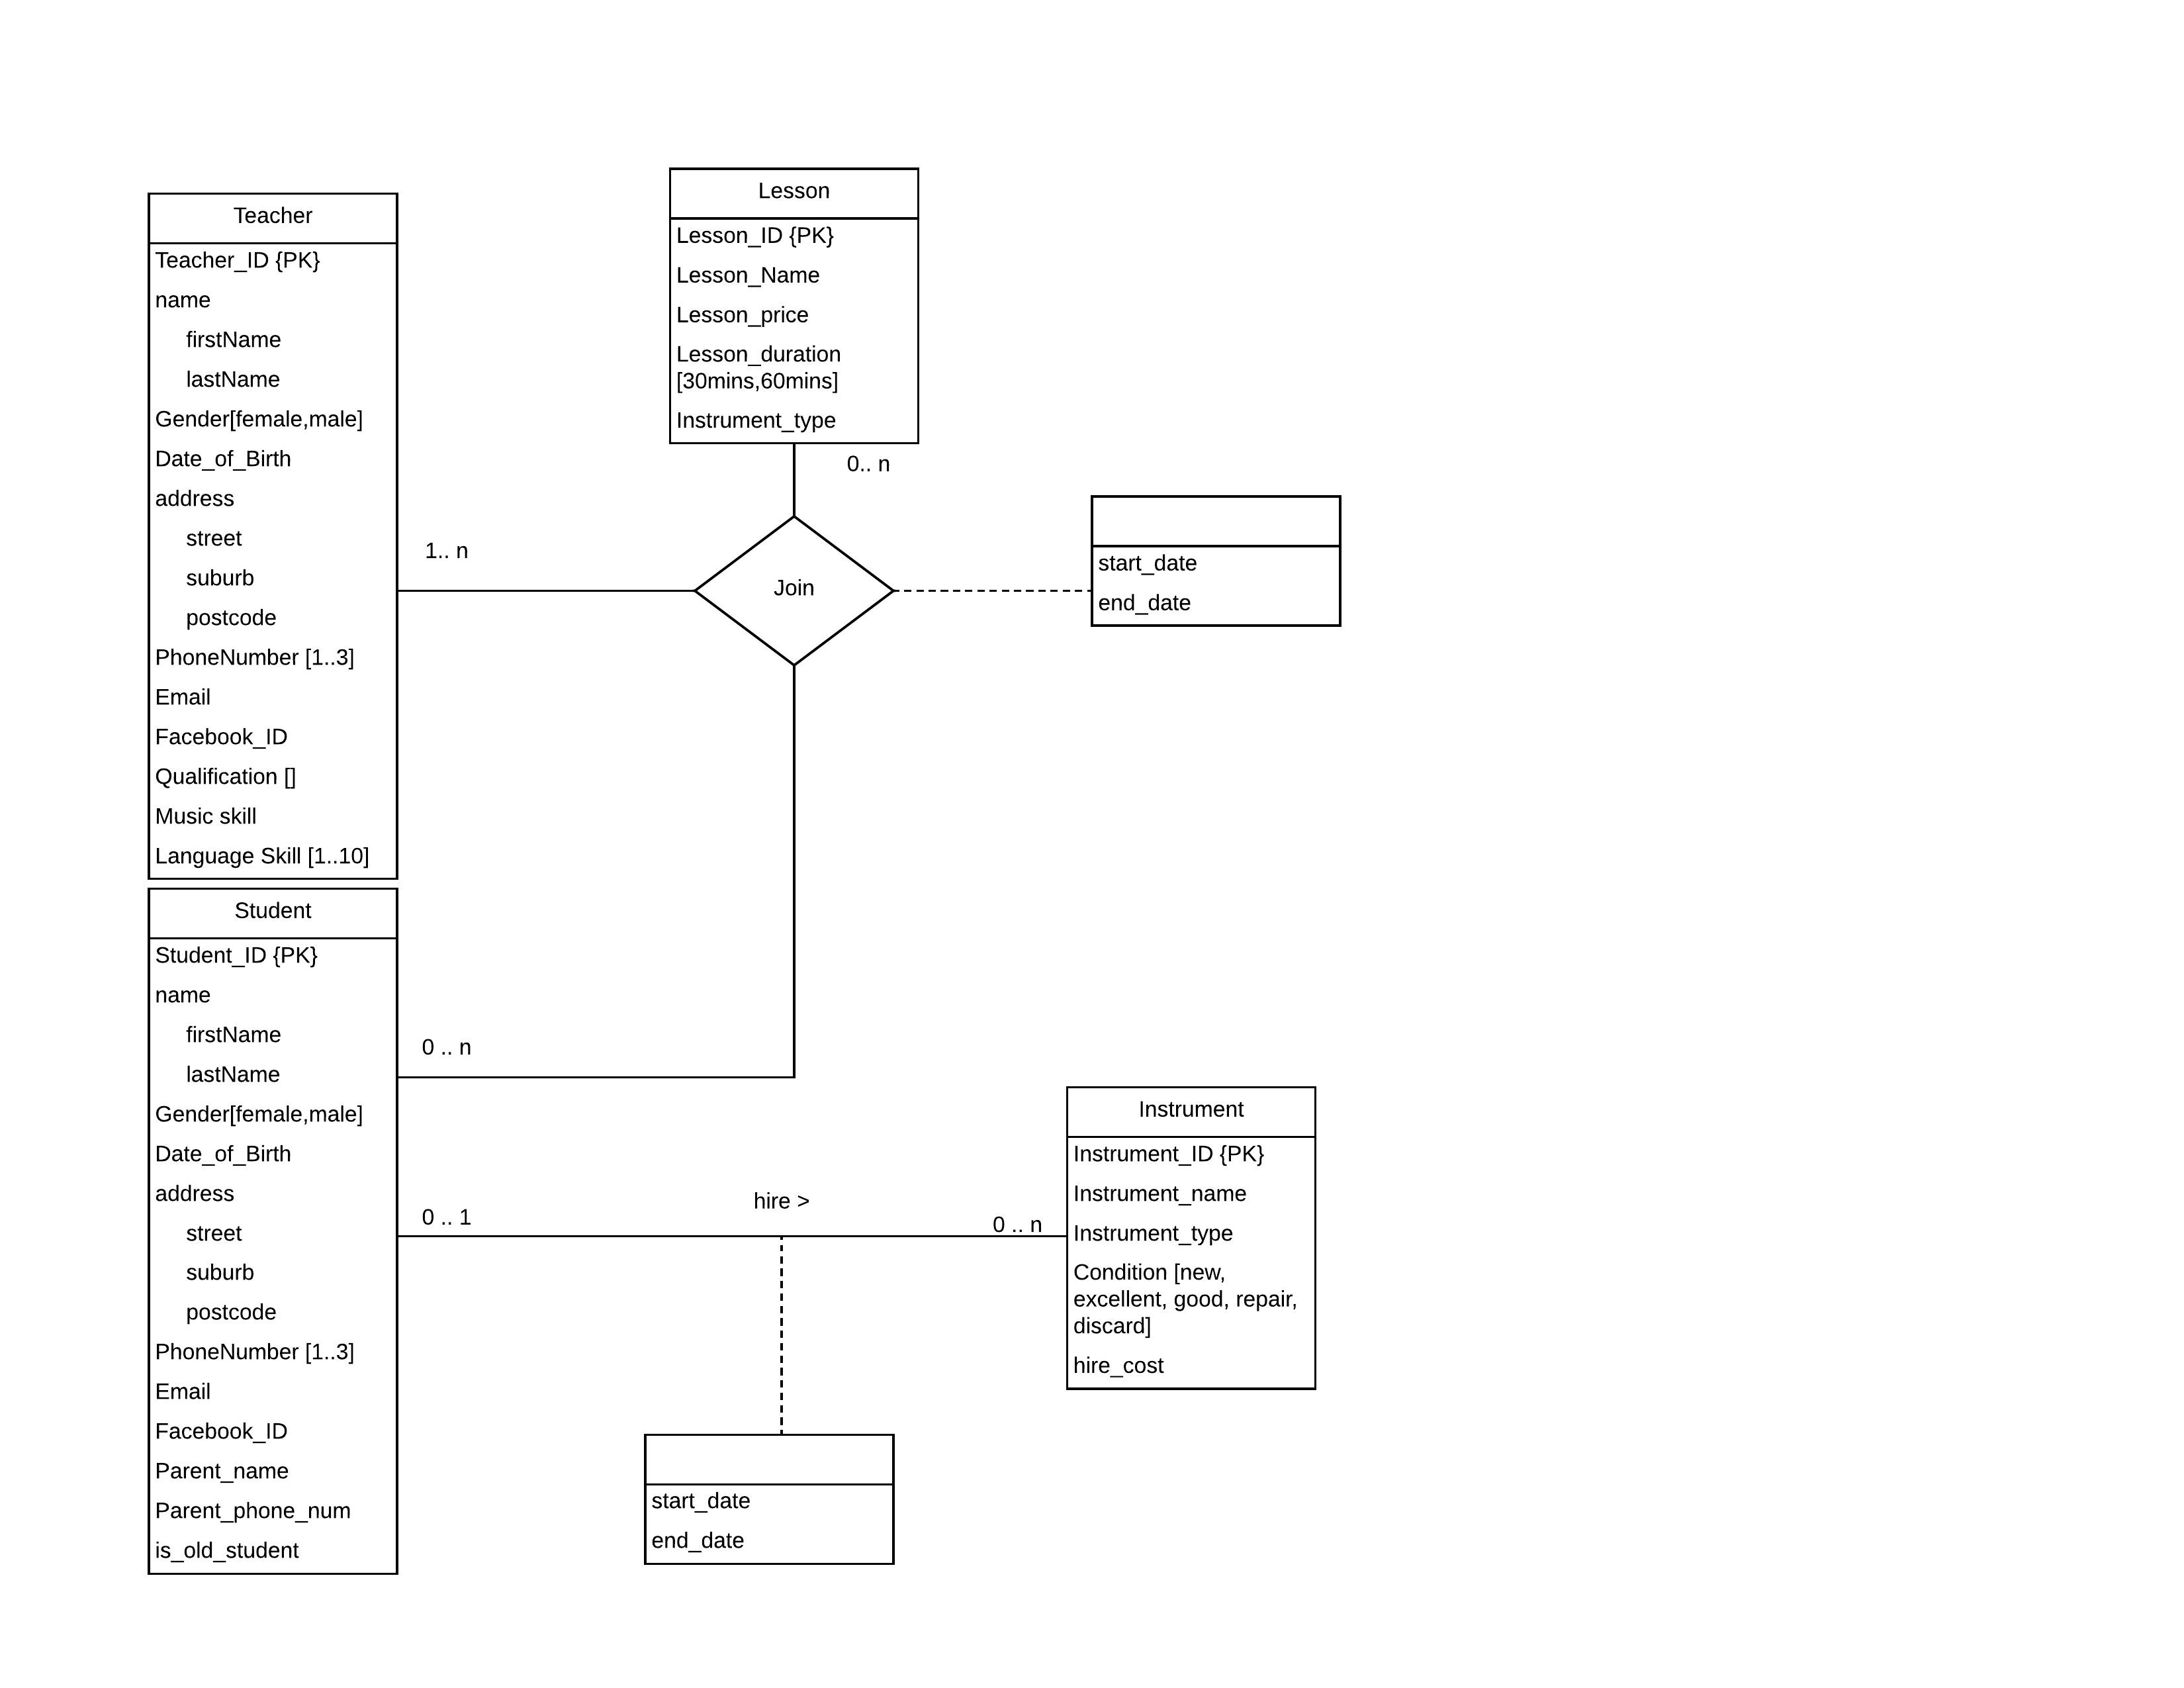 Teacher
Teacher_ID {PK}
name
firstName
lastName
Gender[female,male]
Date_of_Birth
address
street
suburb
postcode
PhoneNumber [1..3]
Email
Facebook_ID
Qualification []
Music skill
Language Skill [1..10]
Lesson
Lesson_ID {PK}
Lesson_Name
Lesson_price
Lesson_duration
[30mins,60mins]
Instrument_type
0.. n
1.. n
Join
start_date
end_date
Student
Student_ID {PK}
name
firstName
lastName
Gender[female,male]
Date_of_Birth
address
street
suburb
postcode
PhoneNumber [1..3]
Email
Facebook_ID
Parent_name
Parent_phone_num
is_old_student
0 .. n
0 .. 1
hire >
0 .. n
Instrument
Instrument_ID {PK}
Instrument_name
Instrument_type
Condition [new,
excellent, good, repair,
discard]
hire_cost
start_date
end_date